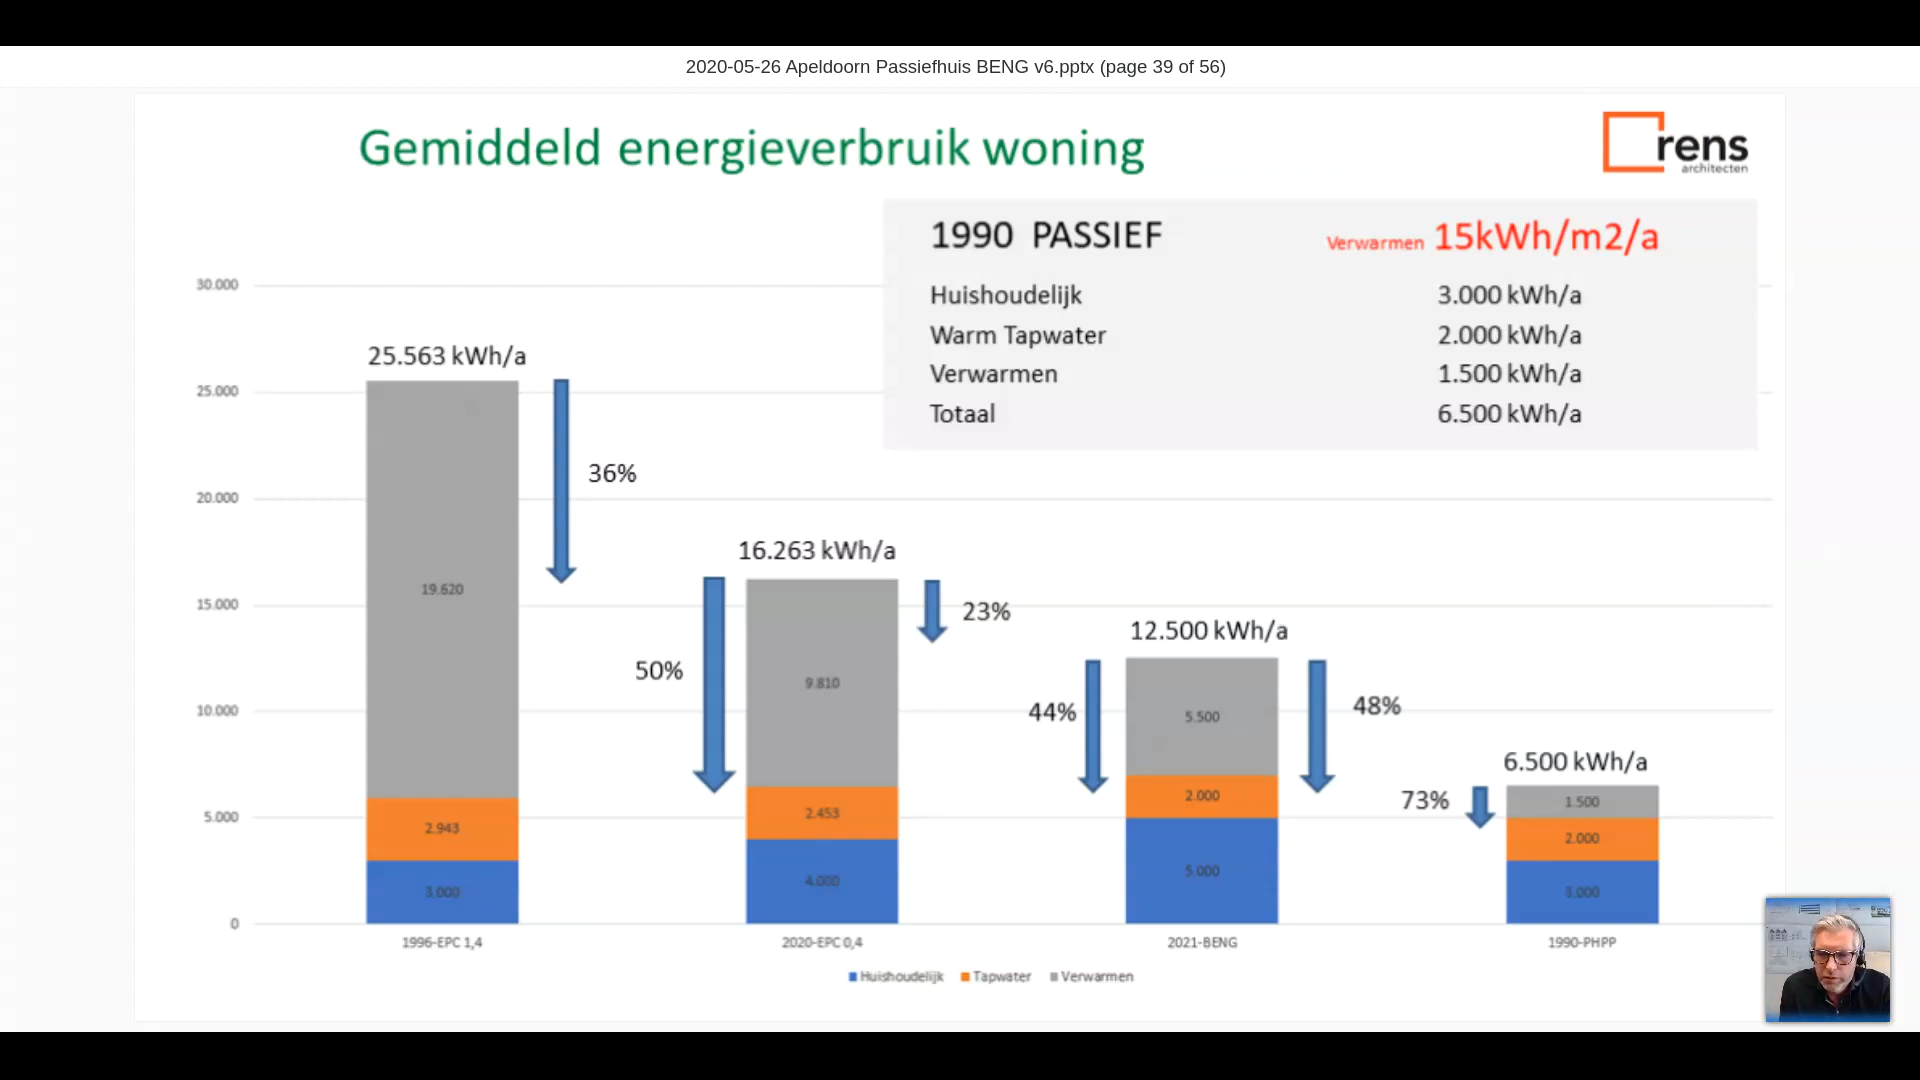 2020-05-26 Apeldoorn Passiefhuis BENG v6.pptx (page 39 of 56)
Gemiddeld energieverbruik woning
rens
architecten
1990 PASSIEF Verwarmen 15kWh/m2/a
Huishoudelijk 3.000 kWh/a
Warm Tapwater 2.000 kWh/a
Verwarmen 1.500 kWh/a
Totaal 6.500 kWh/a
30.000
25.000
20.000
15.000
10.000
5.000
0
25.563 kWh/a
36%
19.620
2.943
3.000
1996-EPC 1,4
16.263 kWh/a
50%
23%
9.810
2.453
4.000
2020-EPC 0,4
12.500 kWh/a
44%
48%
5.500
2.000
5.000
2021-BENG
6.500 kWh/a
73%
1.500
2.000
3.000
1990-PHPP
Huishoudelijk Tapwater Verwarmen